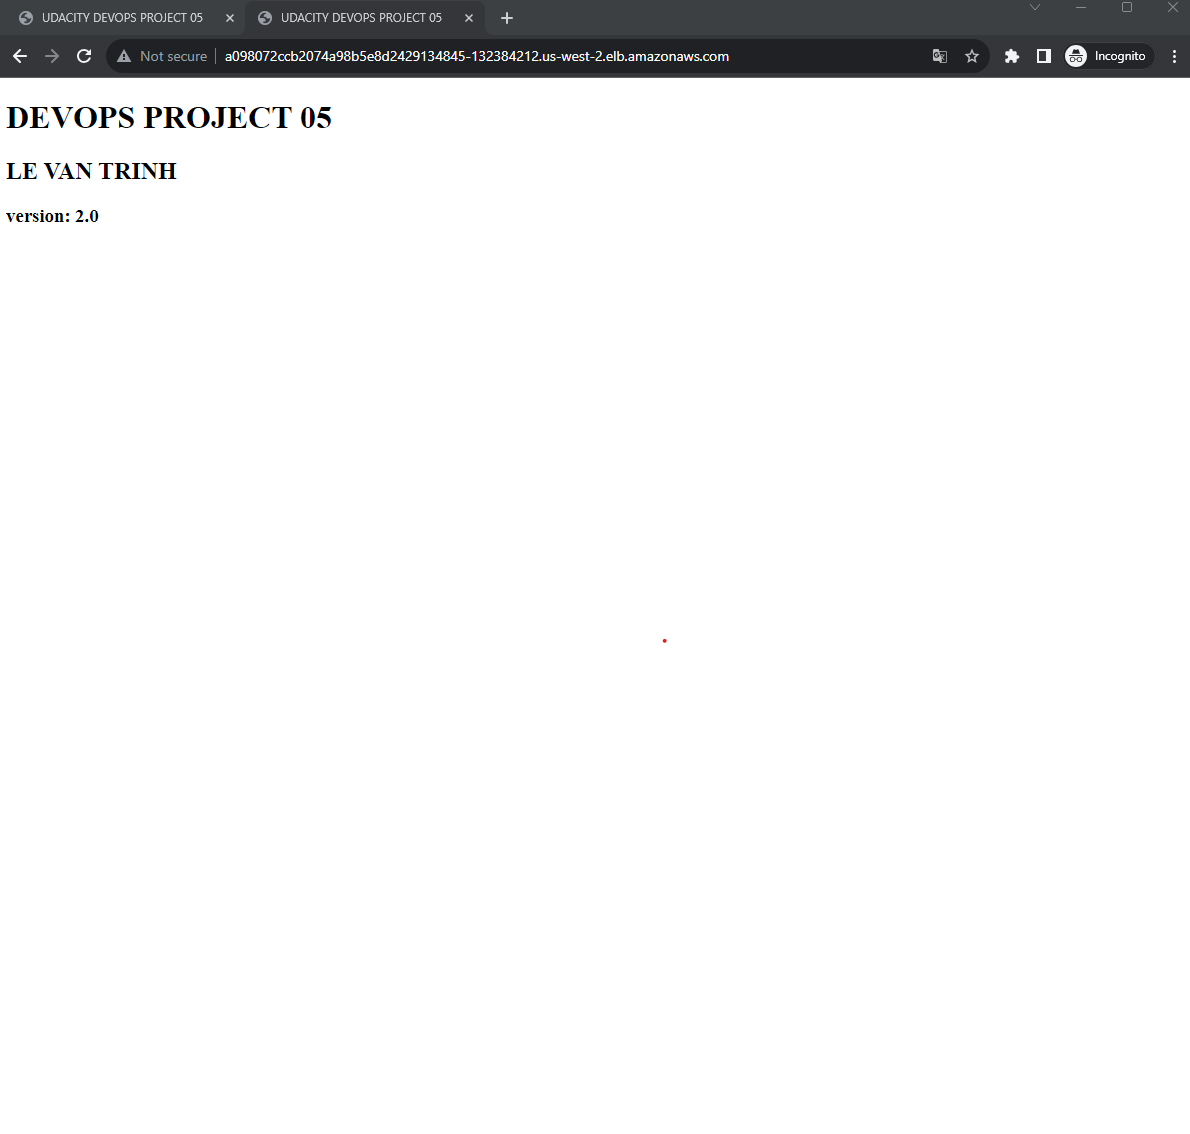 UDACITY DEVOPS PROJECT 05
UDACITY DEVOPS PROJECT 05
Not secure
a098072ccb2074a98b5e8d2429134845-132384212.us-west-2.elb.amazonaws.com
Incognito
DEVOPS PROJECT 05
LE VAN TRINH
version: 2.0